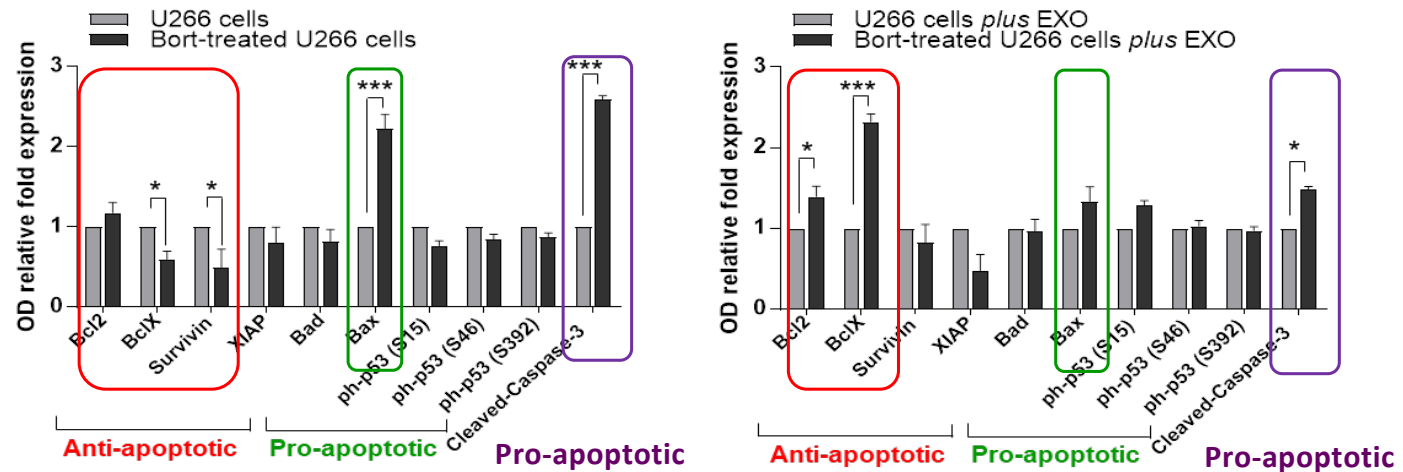 U266 cells
Bort-treated U266 cells
OD relative fold expression
3
2
1
0
*
*
***
***
Bcl2
BclX
Survivin
XIAP
Bad
Bax
ph-p53 (S15)
ph-p53 (S46)
ph-p53 (S392)
Cleaved-Caspase-3
Anti-apoptotic
Pro-apoptotic
Pro-apoptotic
U266 cells plus EXO
Bort-treated U266 cells plus EXO
OD relative fold expression
3
2
1
0
*
***
*
Bcl2
BclX
Survivin
XIAP
Bad
Bax
ph-p53 (S15)
ph-p53 (S46)
ph-p53 (S392)
Cleaved-Caspase-3
Anti-apoptotic
Pro-apoptotic
Pro-apoptotic